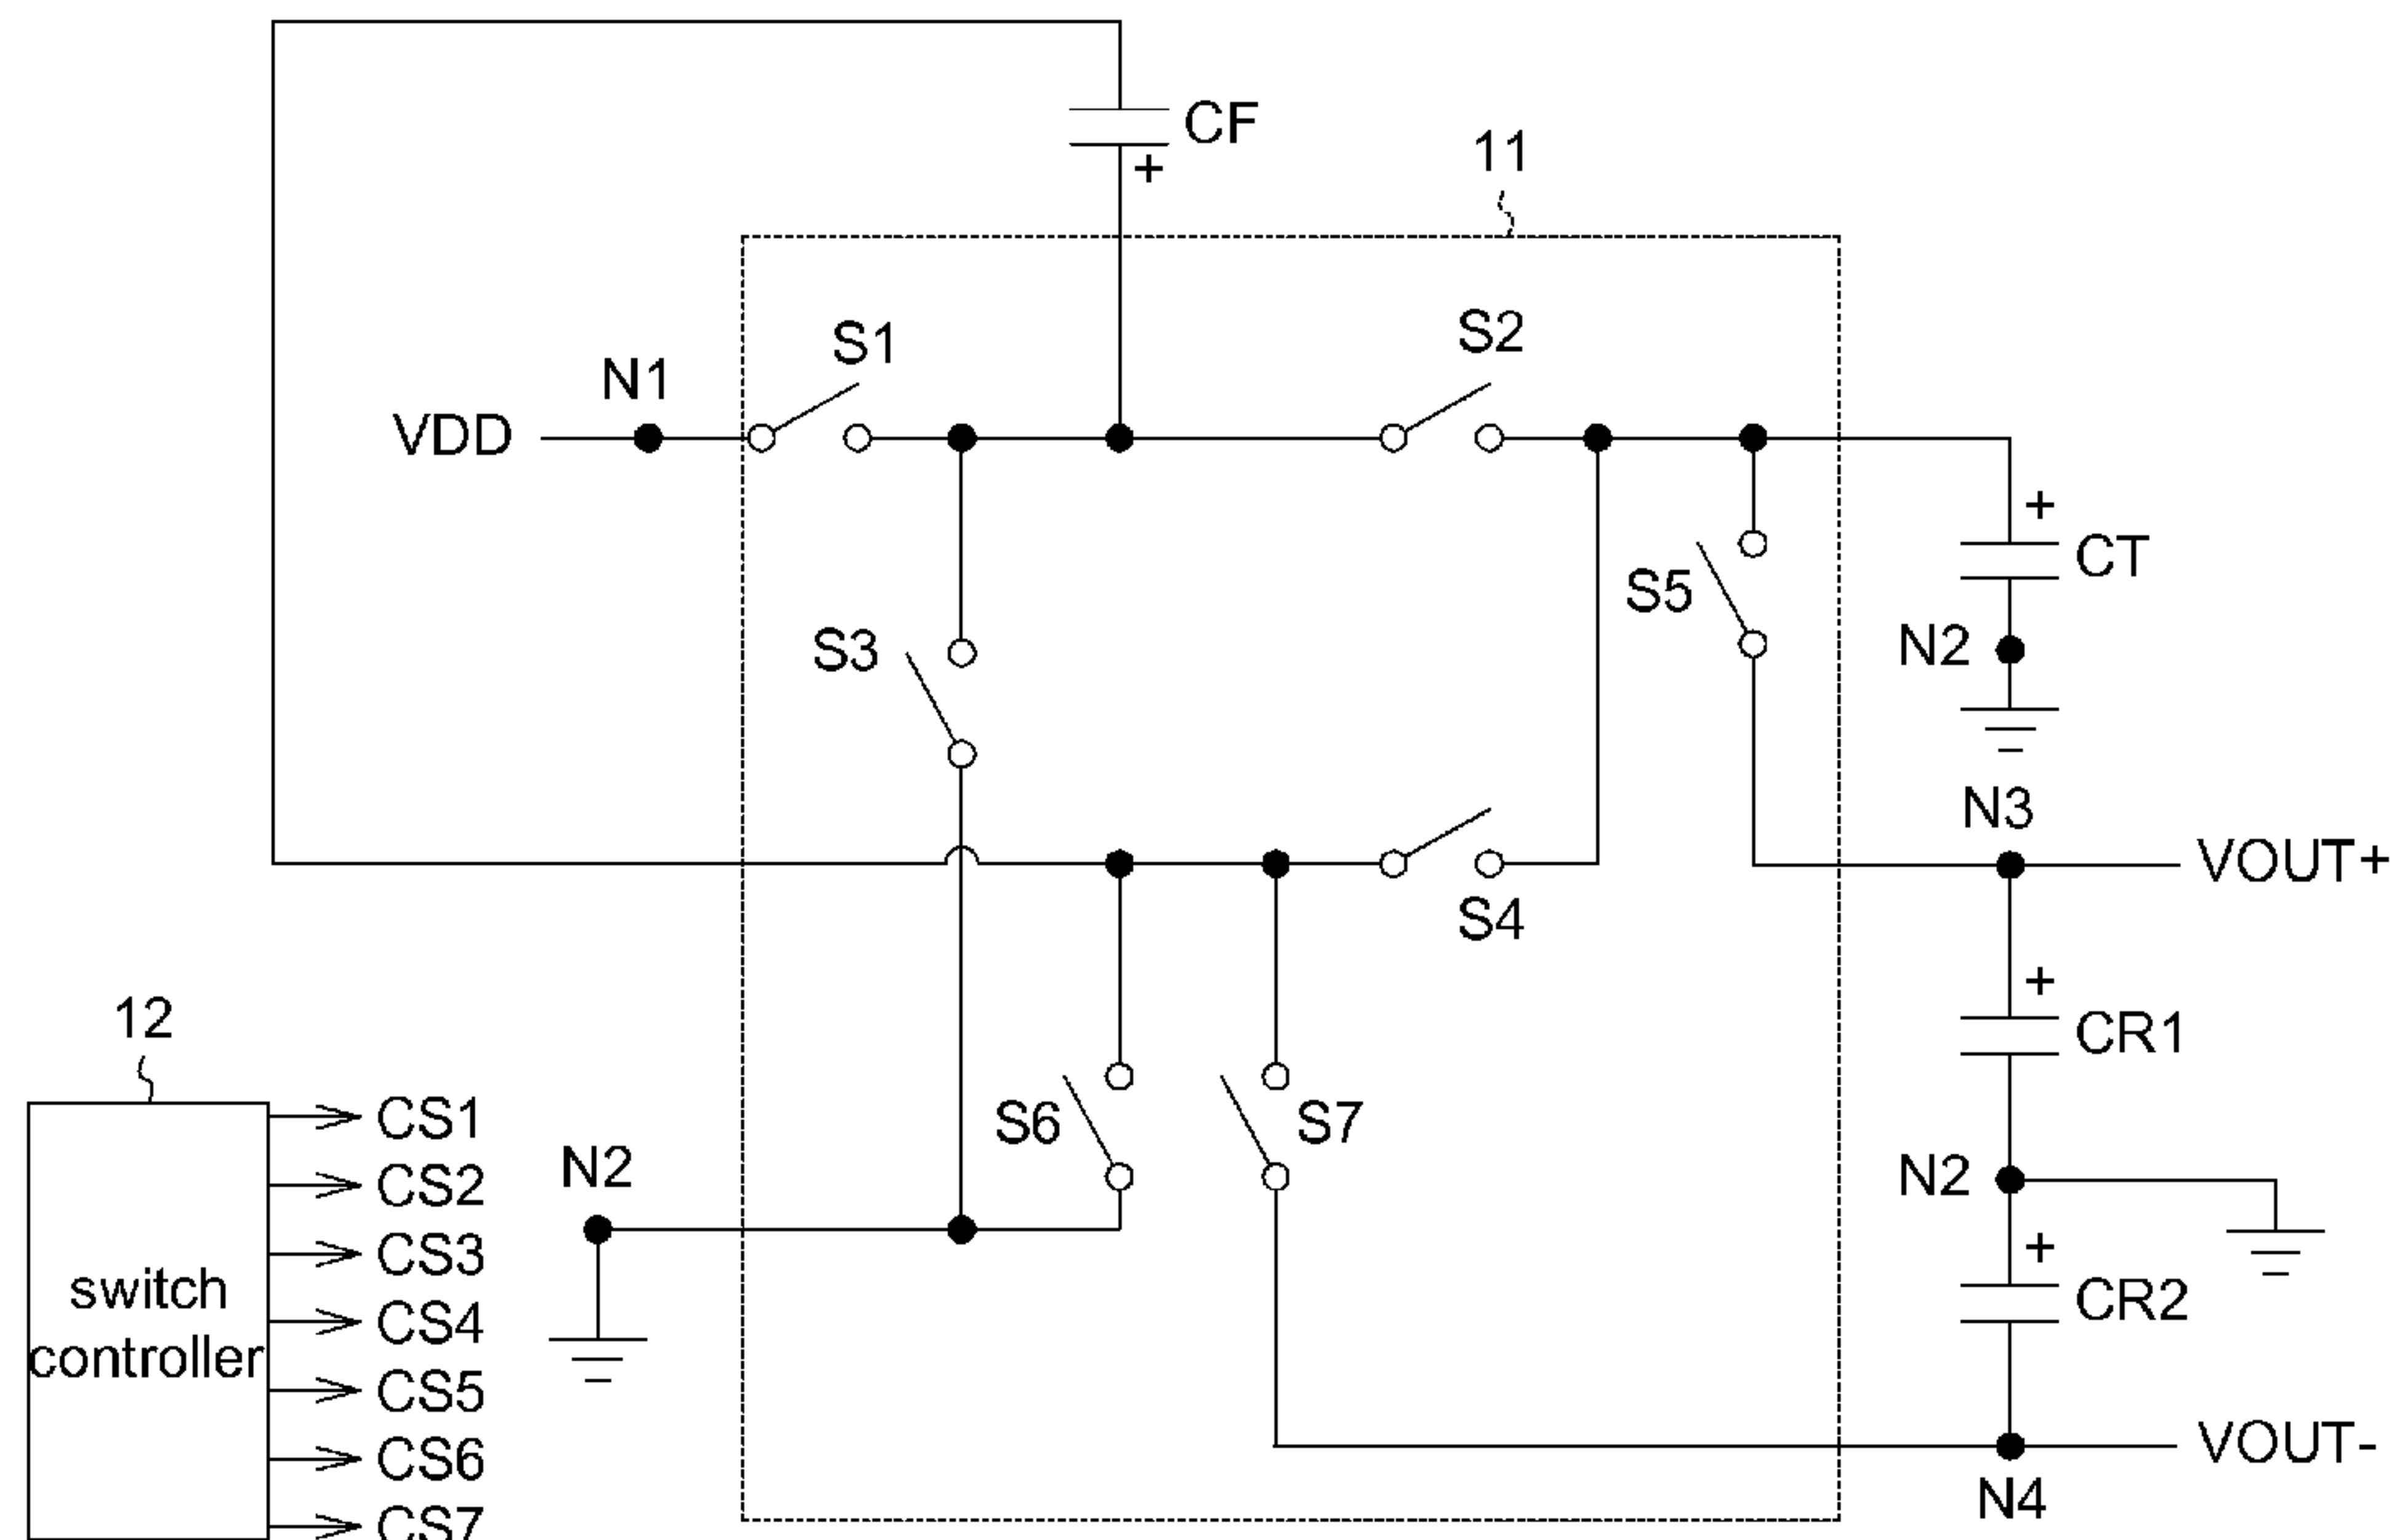 CF
+
11
S1
S2
N1
VDD
+
CT
S5
S3
N2
N3
VOUT+
S4
+
CR1
12
CS1
S6
S7
N2
N2
CS2
+
CS3
switch
controller
CR2
CS4
CS5
VOUT-
CS6
N4
CS7